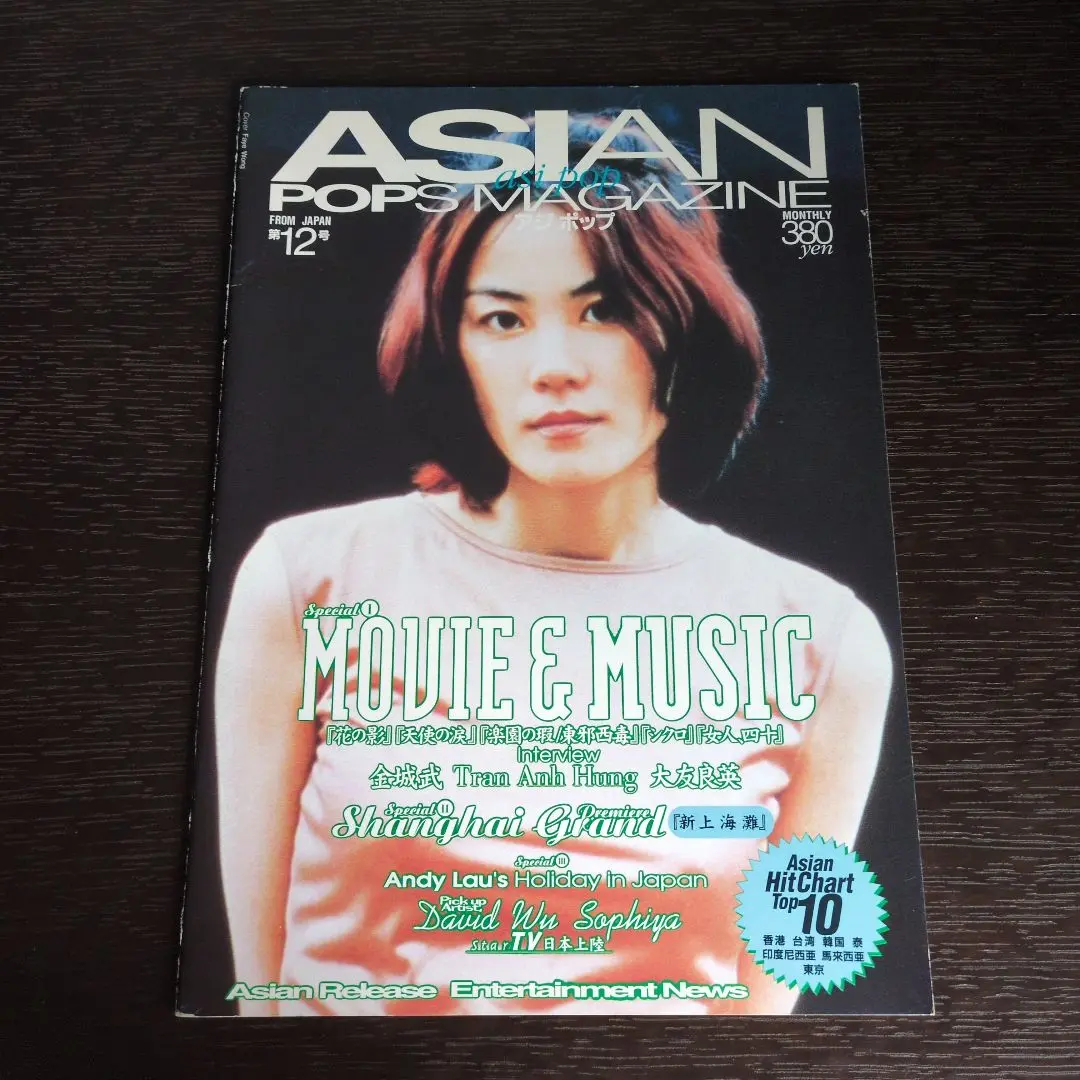 Cover Faye Wong
ASIAN
asi pop
POPS MAGAZINE
アジ ポップ
FROM JAPAN
第12号
MONTHLY
380
yen
Special I
MOVIE & MUSIC
『花の影』『天使の涙』『楽園の瑕/東邪西毒』『シクロ』『女人、四十』
Interview
金城武 Tran Anh Hung 大友良英
Special II
Shanghai Grand Premiere 『新上海灘』
Special III
Andy Lau's Holiday in Japan
Pick up Artist,
David Wu Sophiya
TV日本上陸
Asian
HitChart
Top 10
香港 台湾 韓国 泰
印度尼西亜 馬来西亜
東京
Asian Release Entertainment News